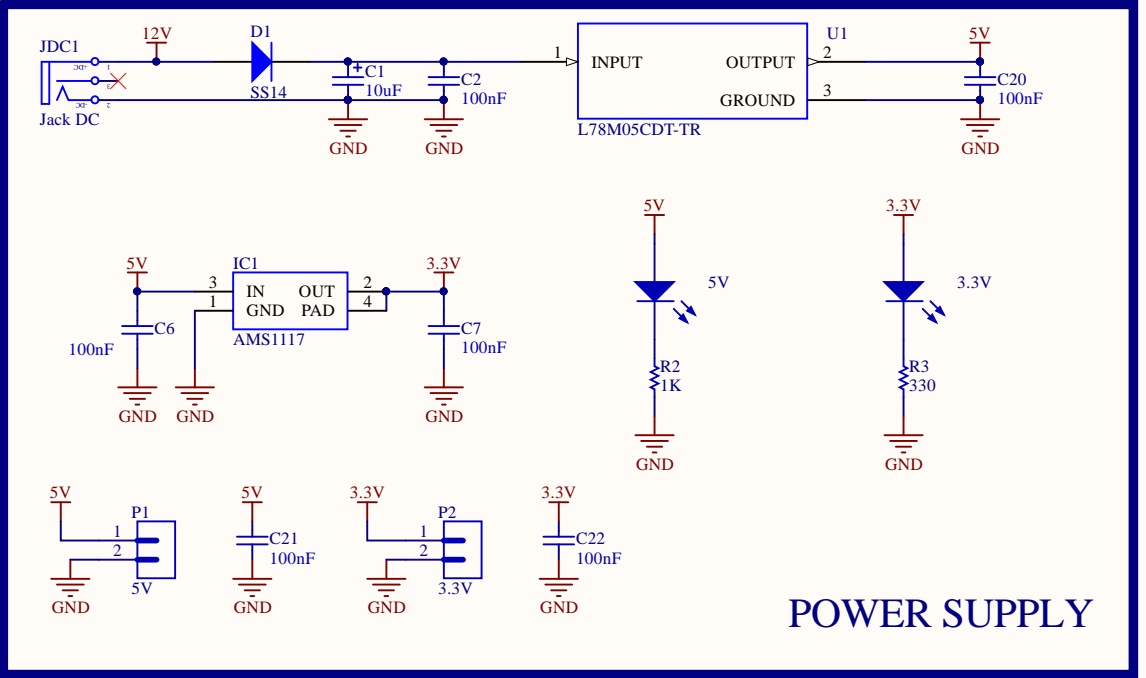 JDC1
12V
D1
U1
5V
1
3
2
Jack DC
SS14
C1
10uF
C2
100nF
1
INPUT
OUTPUT
2
GROUND
3
L78M05CDT-TR
C20
100nF
GND
GND
GND
5V
3.3V
5V
IC1
3.3V
3
IN
OUT
2
1
GND
PAD
4
AMS1117
C6
100nF
C7
100nF
GND
GND
GND
5V
3.3V
R2
1K
R3
330
GND
GND
5V
P1
1
2
5V
GND
5V
C21
100nF
GND
3.3V
P2
1
2
3.3V
GND
3.3V
C22
100nF
GND
POWER SUPPLY